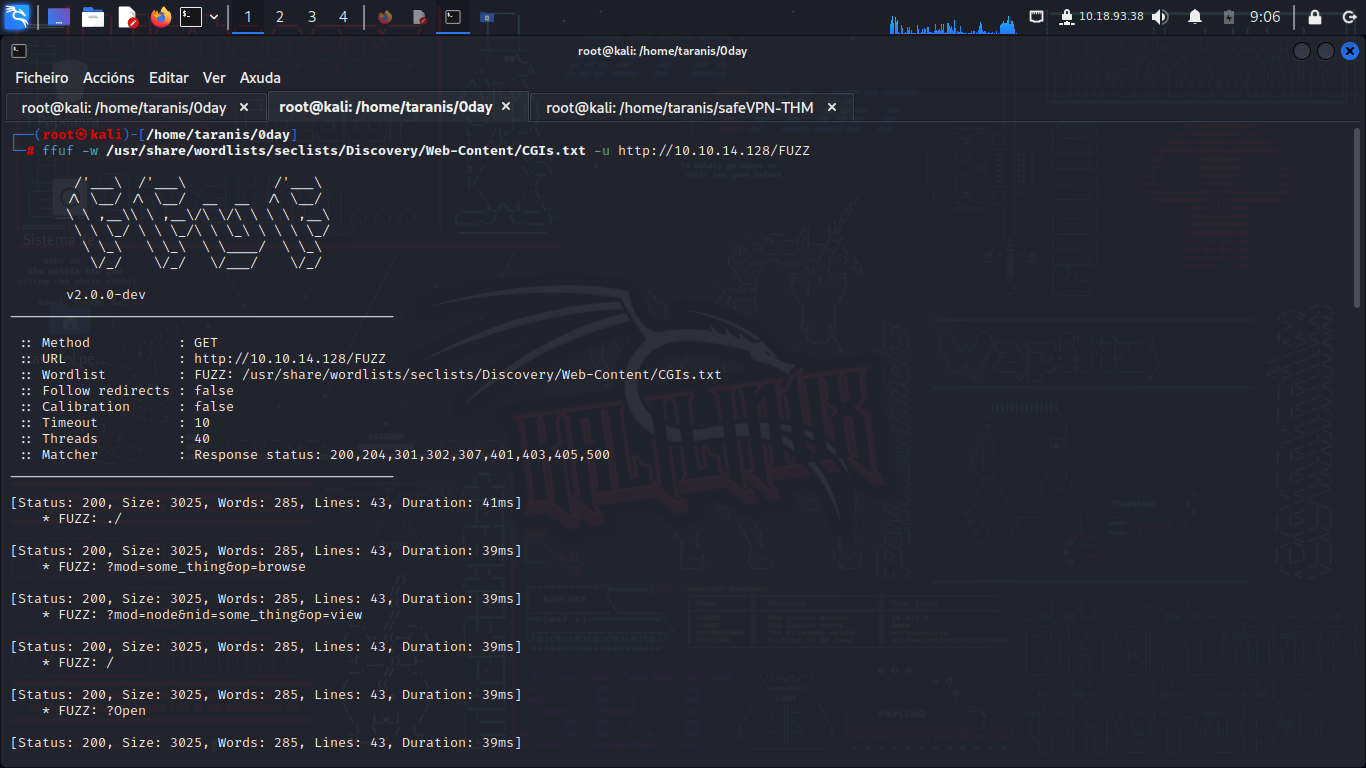 1 2 3 4 10.18.93.38 9:06
root@kali: /home/taranis/0day
Ficheiro Accións Editar Ver Axuda
root@kali: /home/taranis/0day × root@kali: /home/taranis/0day × root@kali: /home/taranis/safeVPN-THM ×
┌──(root㉿kali)-[/home/taranis/0day]
└─# ffuf -w /usr/share/wordlists/seclists/Discovery/Web-Content/CGIs.txt -u http://10.10.14.128/FUZZ
v2.0.0-dev
:: Method : GET
:: URL : http://10.10.14.128/FUZZ
:: Wordlist : FUZZ: /usr/share/wordlists/seclists/Discovery/Web-Content/CGIs.txt
:: Follow redirects : false
:: Calibration : false
:: Timeout : 10
:: Threads : 40
:: Matcher : Response status: 200,204,301,302,307,401,403,405,500
[Status: 200, Size: 3025, Words: 285, Lines: 43, Duration: 41ms]
* FUZZ: ./
[Status: 200, Size: 3025, Words: 285, Lines: 43, Duration: 39ms]
* FUZZ: ?mod=some_thing&op=browse
[Status: 200, Size: 3025, Words: 285, Lines: 43, Duration: 39ms]
* FUZZ: ?mod=node&nid=some_thing&op=view
[Status: 200, Size: 3025, Words: 285, Lines: 43, Duration: 39ms]
* FUZZ: /
[Status: 200, Size: 3025, Words: 285, Lines: 43, Duration: 39ms]
* FUZZ: ?Open
[Status: 200, Size: 3025, Words: 285, Lines: 43, Duration: 39ms]
KALI LINUX